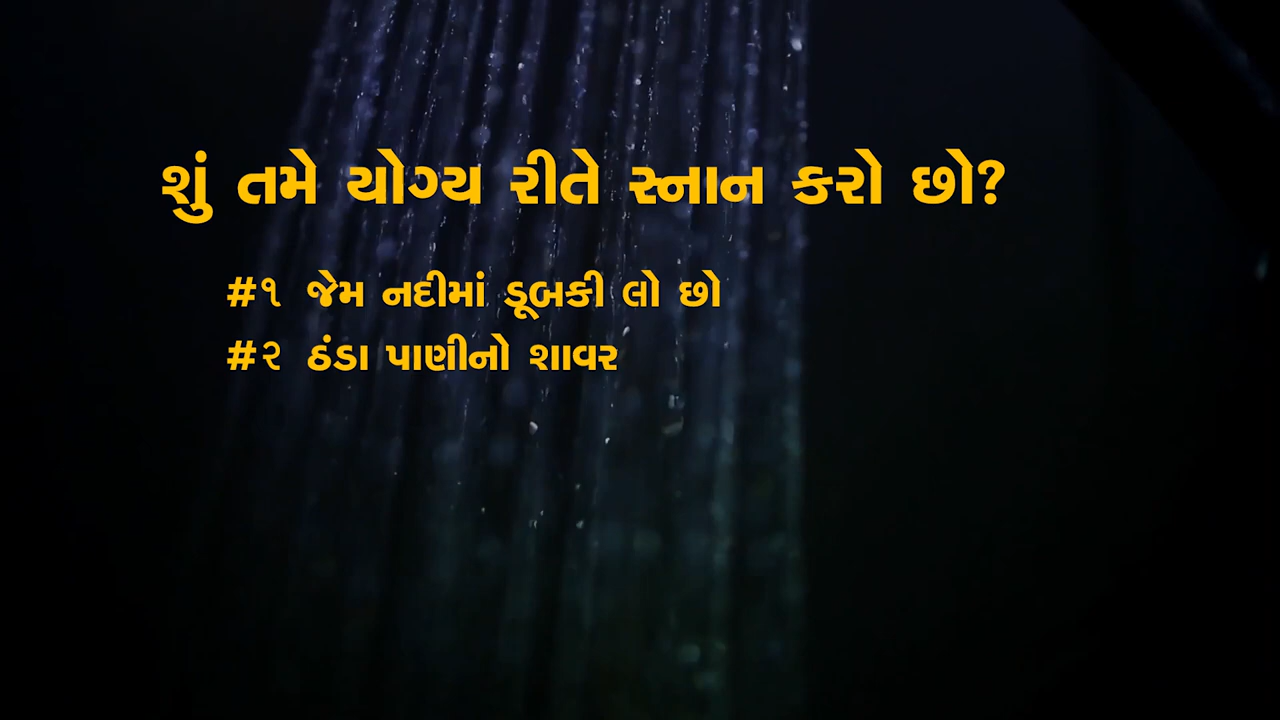 શું તમે યોગ્ય રીતે સ્નાન કરો છો?
#૧ જેમ નદીમાં ડૂબકી લો છો
#૨ ઠંડા પાણીનો શાવર